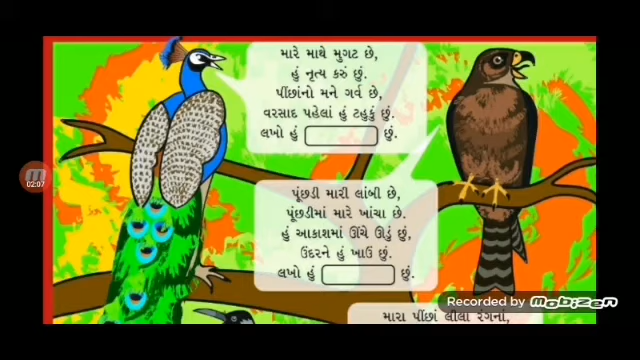 મારે માથે મુગટ છે,
હું નૃત્ય કરું છું.
પીંછાંનો મને ગર્વ છે,
વરસાદ પહેલાં હું ટહુકું છું.
લખો હું છું.
પૂંછડી મારી લાંબી છે,
પૂંછડીમાં મારે ખાંચા છે.
હું આકાશમાં ઊંચે ઊડું છું,
ઉંદરને હું ખાઉં છું.
લખો હું છું.
મારા પીંછાં લીલા રંગનાં,
02:07
Recorded by Mobizen